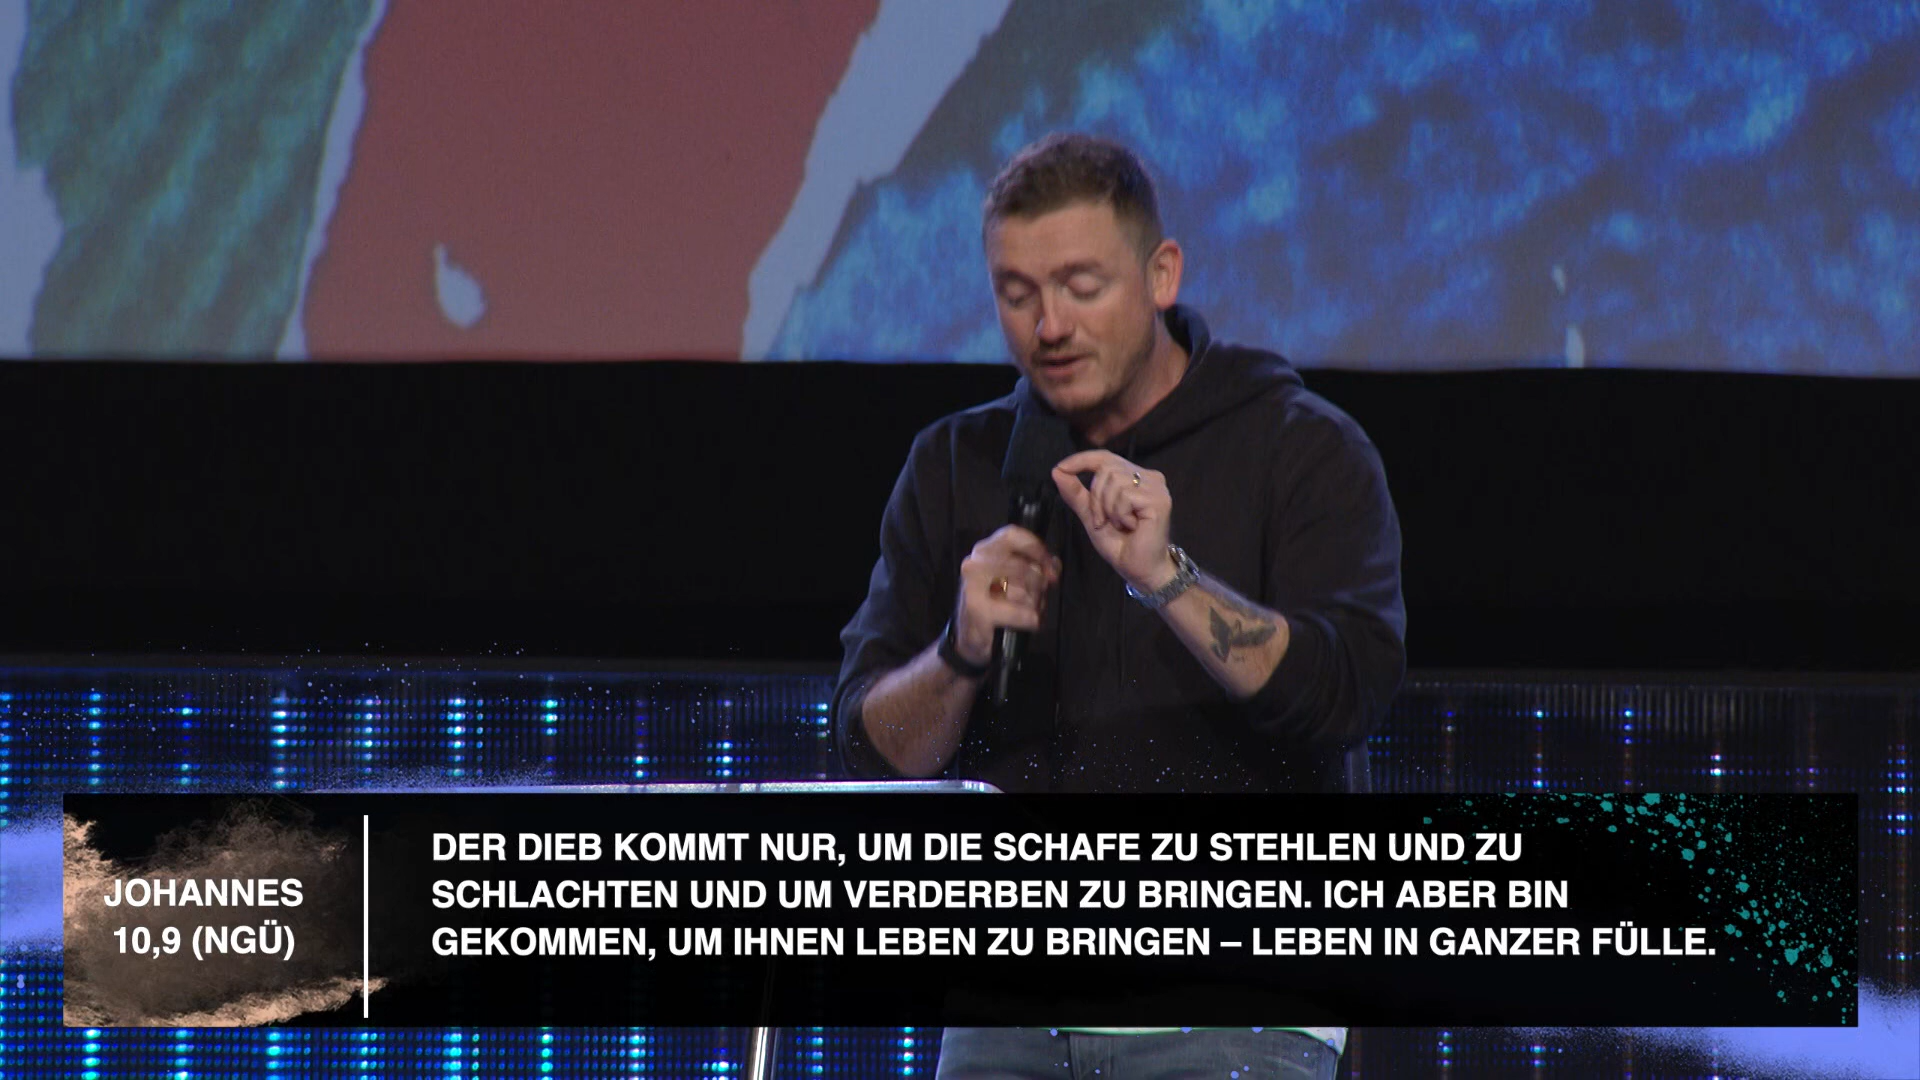 JOHANNES
10,9 (NGÜ)
DER DIEB KOMMT NUR, UM DIE SCHAFE ZU STEHLEN UND ZU
SCHLACHTEN UND UM VERDERBEN ZU BRINGEN. ICH ABER BIN
GEKOMMEN, UM IHNEN LEBEN ZU BRINGEN – LEBEN IN GANZER FÜLLE.